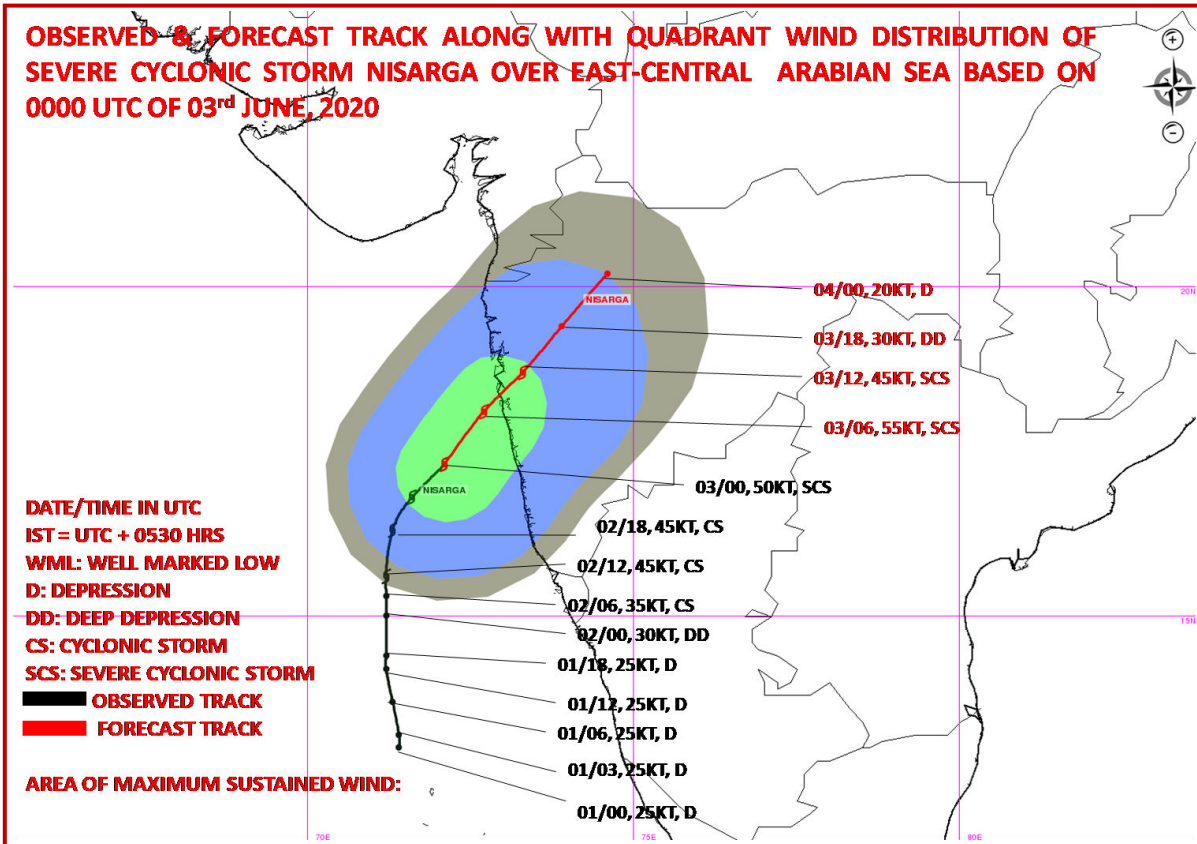 OBSERVED & FORECAST TRACK ALONG WITH QUADRANT WIND DISTRIBUTION OF
SEVERE CYCLONIC STORM NISARGA OVER EAST-CENTRAL ARABIAN SEA BASED ON
0000 UTC OF 03rd JUNE, 2020
04/00, 20KT, D
20N
NISARGA
03/18, 30KT, DD
03/12, 45KT, SCS
03/06, 55KT, SCS
03/00, 50KT, SCS
NISARGA
02/18, 45KT, CS
02/12, 45KT, CS
02/06, 35KT, CS
15N
02/00, 30KT, DD
01/18, 25KT, D
01/12, 25KT, D
01/06, 25KT, D
01/03, 25KT, D
01/00, 25KT, D
DATE/TIME IN UTC
IST = UTC + 0530 HRS
WML: WELL MARKED LOW
D: DEPRESSION
DD: DEEP DEPRESSION
CS: CYCLONIC STORM
SCS: SEVERE CYCLONIC STORM
OBSERVED TRACK
FORECAST TRACK
AREA OF MAXIMUM SUSTAINED WIND:
70E
75E
80E